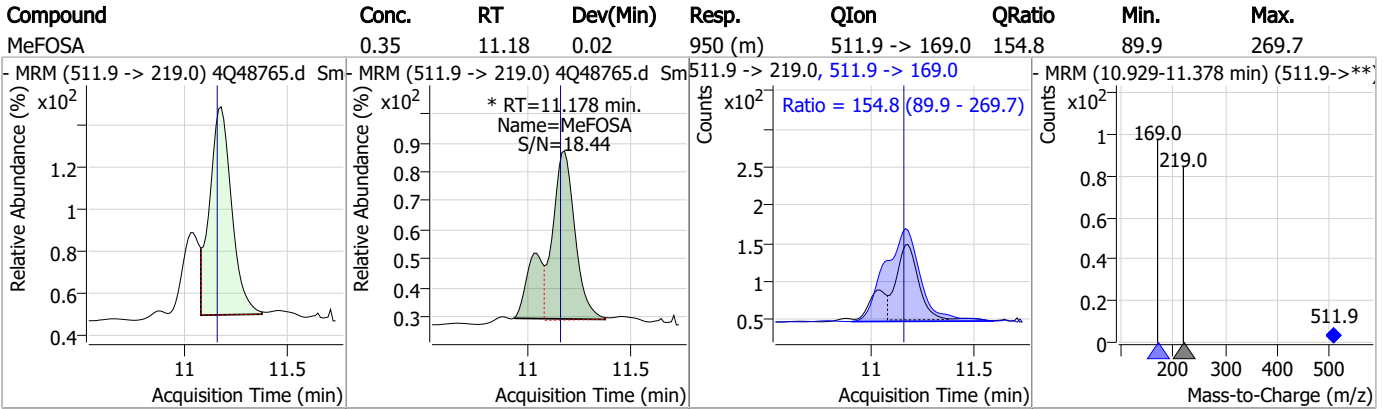 Compound Conc. RT Dev(Min) Resp. QIon QRatio Min. Max.
MeFOSA 0.35 11.18 0.02 950 (m) 511.9 -> 169.0 154.8 89.9 269.7
- MRM (511.9 -> 219.0) 4Q48765.d Sm
Relative Abundance (%)
x10²
1.2
1
0.8
0.6
0.4
11 11.5
Acquisition Time (min)
- MRM (511.9 -> 219.0) 4Q48765.d Sm
Relative Abundance (%)
x10²
* RT=11.178 min.
Name=MeFOSA
S/N=18.44
0.9
0.8
0.7
0.6
0.5
0.4
0.3
11 11.5
Acquisition Time (min)
511.9 -> 219.0, 511.9 -> 169.0
Counts
x10²
Ratio = 154.8 (89.9 - 269.7)
2.5
2
1.5
1
0.5
11 11.5
Acquisition Time (min)
- MRM (10.929-11.378 min) (511.9->**)
Counts
x10²
1
0.8
0.6
0.4
0.2
0
169.0
219.0
511.9
200 300 400 500
Mass-to-Charge (m/z)